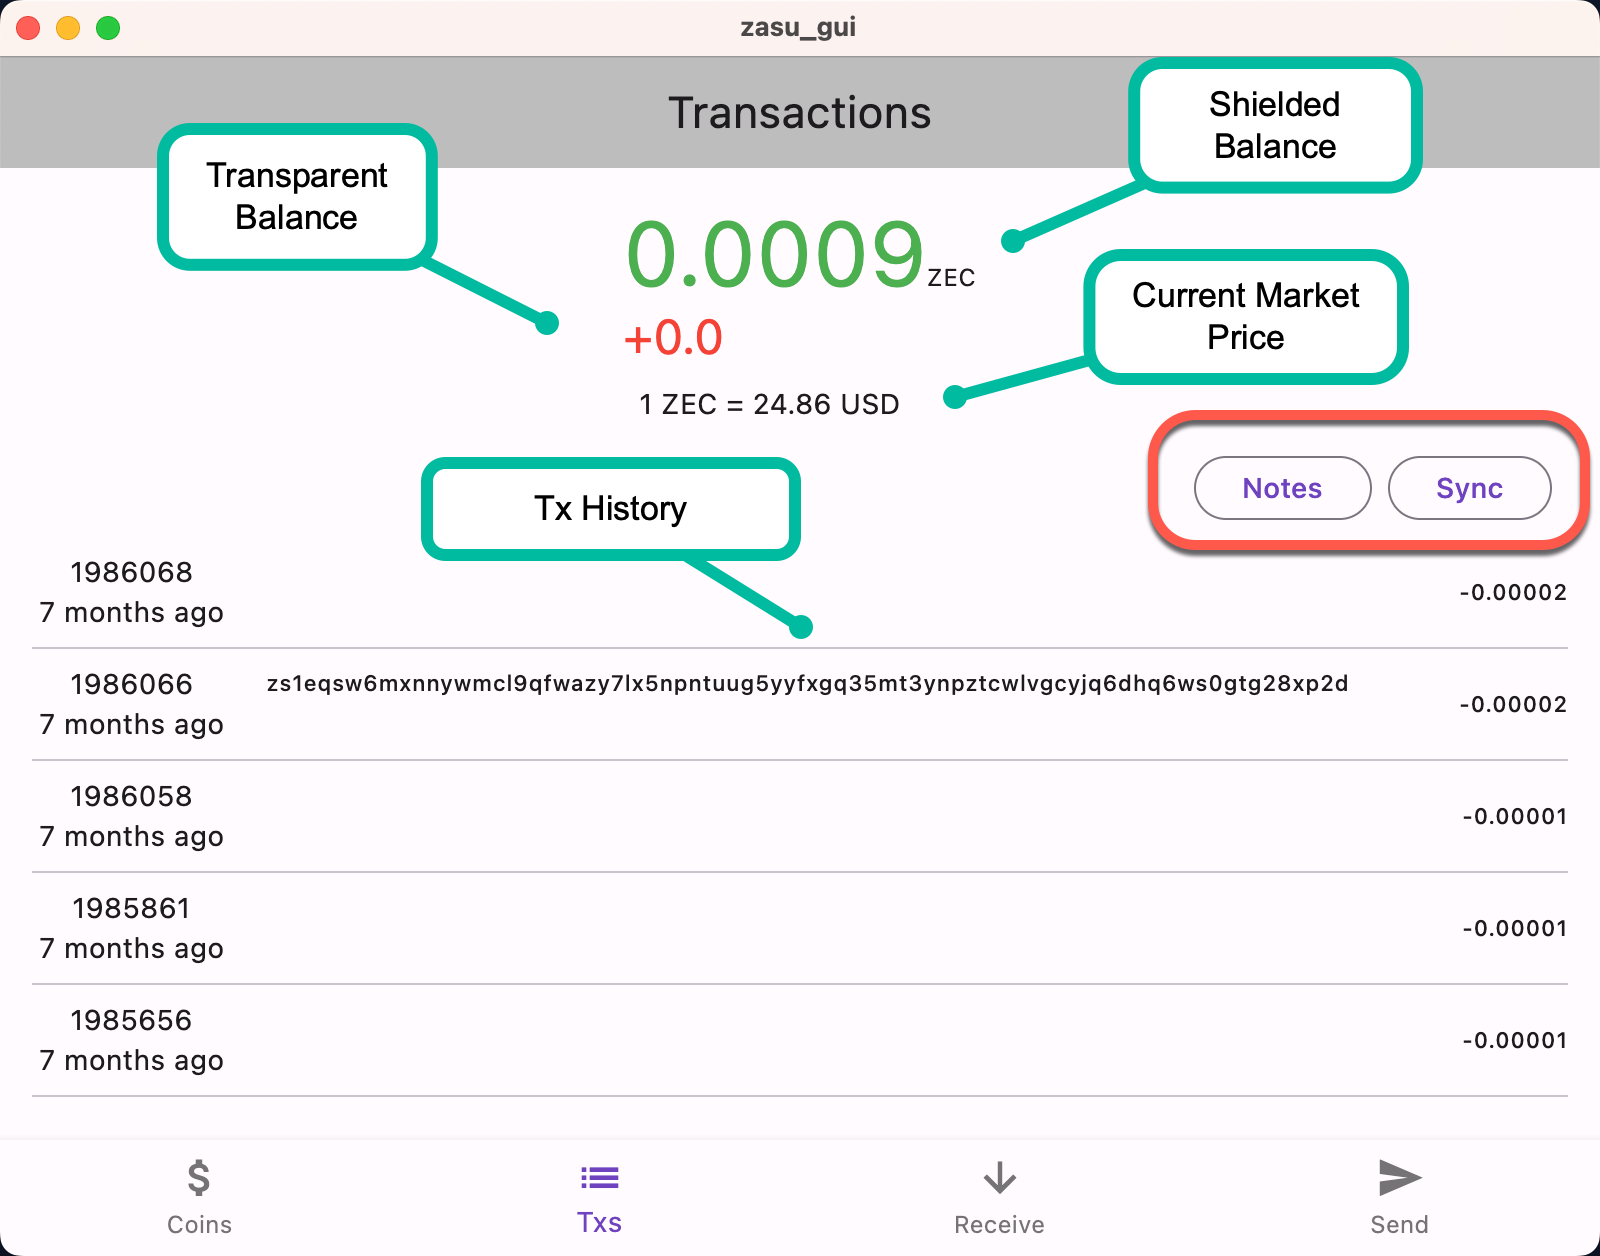 zasu_gui
Transactions
Shielded
Balance
Transparent
Balance
0.0009 ZEC
+0.0
Current Market
Price
1 ZEC = 24.86 USD
Notes
Sync
Tx History
1986068
7 months ago
-0.00002
1986066
7 months ago
zs1eqsw6mxnnywmcl9qfwazy7lx5npntuug5yyfxgq35mt3ynpztcwlvgcyjq6dhq6ws0gtg28xp2d
-0.00002
1986058
7 months ago
-0.00001
1985861
7 months ago
-0.00001
1985656
7 months ago
-0.00001
Coins
Txs
Receive
Send